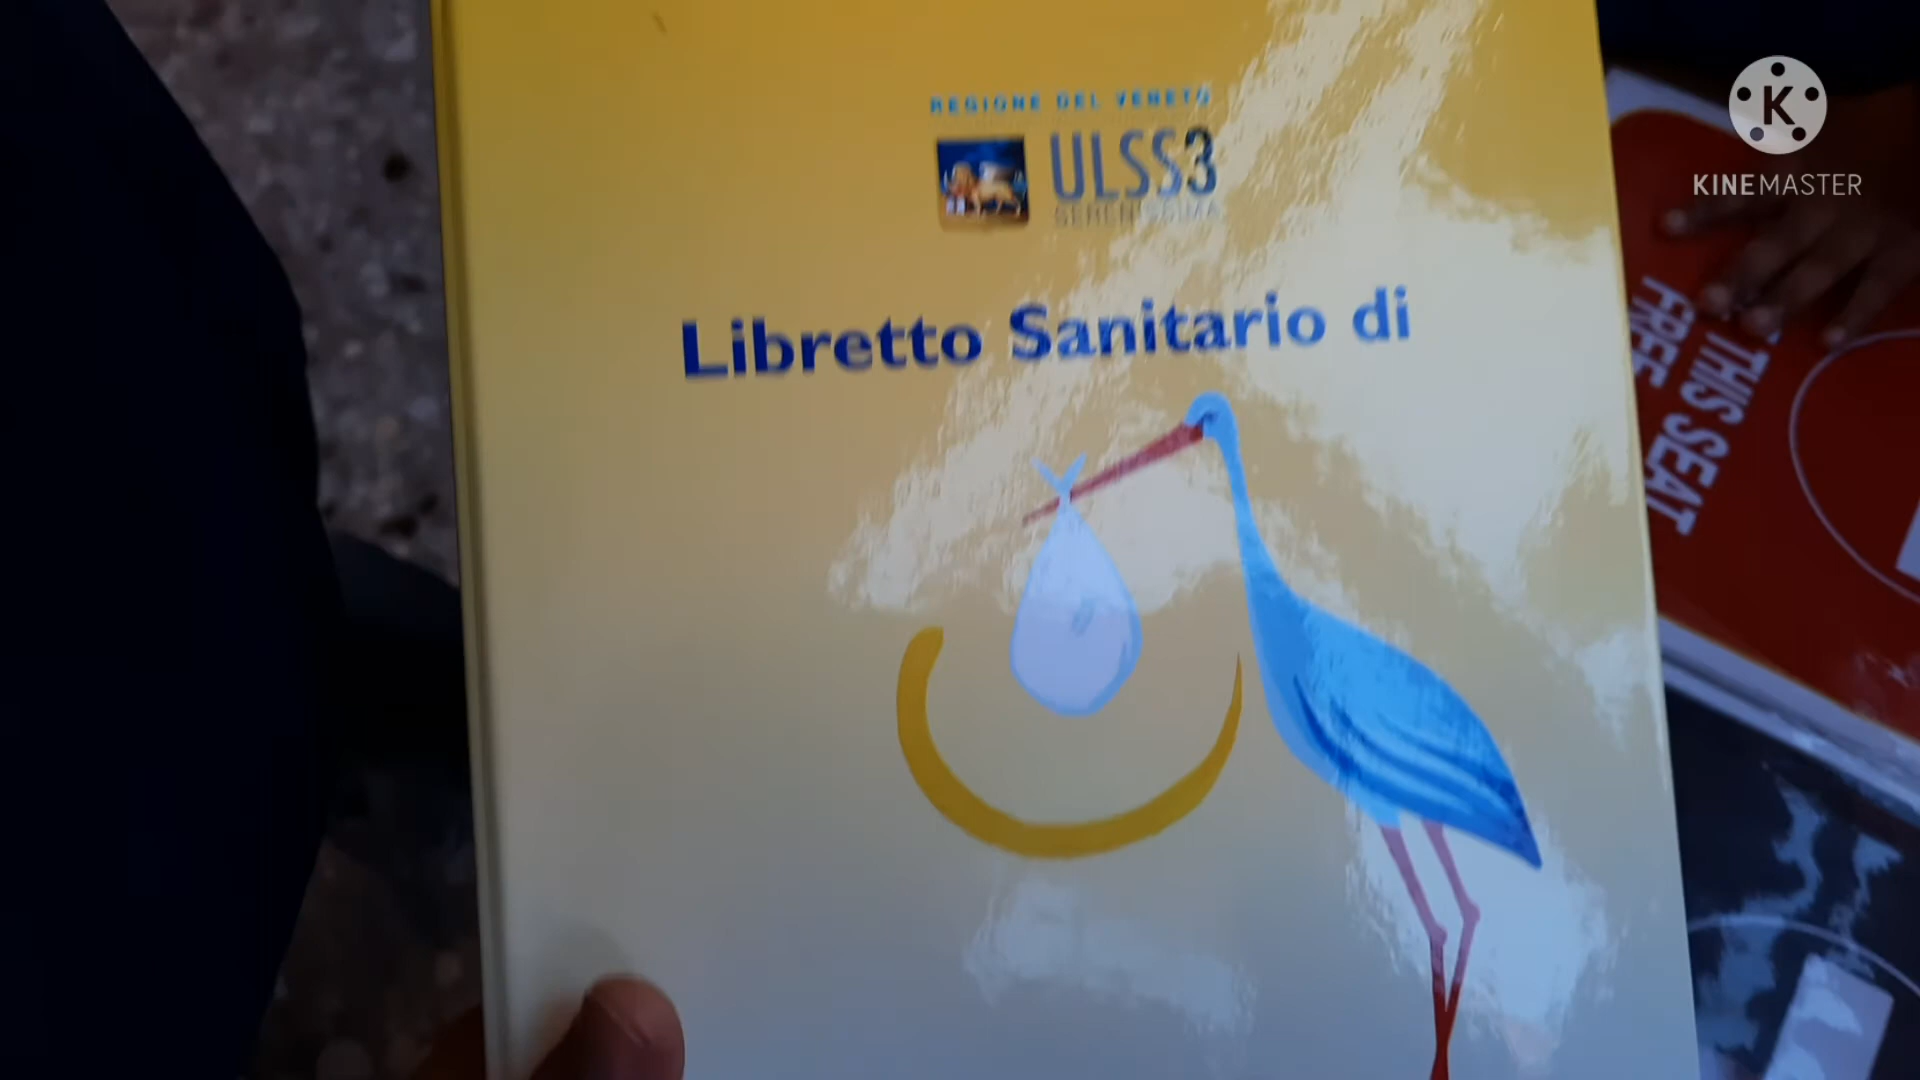 REGIONE DEL VENETO
ULSS3
SERENISSIMA
Libretto Sanitario di
KINEMASTER
THIS SEAT
FREE